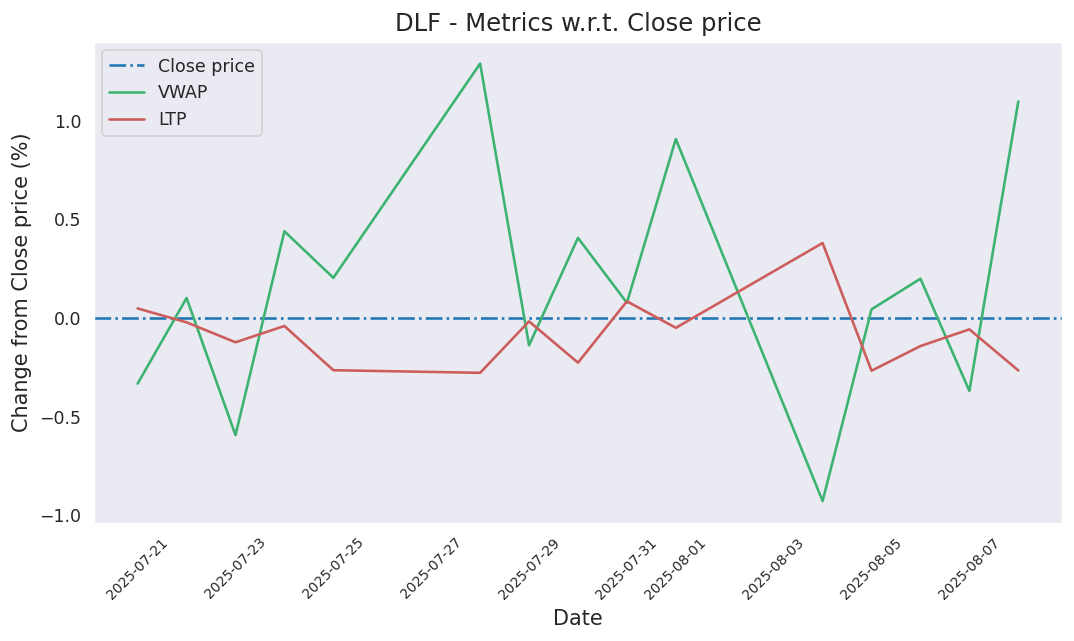 DLF - Metrics w.r.t. Close price
Close price
VWAP
LTP
Change from Close price (%)
1.0
0.5
0.0
−0.5
−1.0
2025-07-21
2025-07-23
2025-07-25
2025-07-27
2025-07-29
2025-07-31
2025-08-01
2025-08-03
2025-08-05
2025-08-07
Date